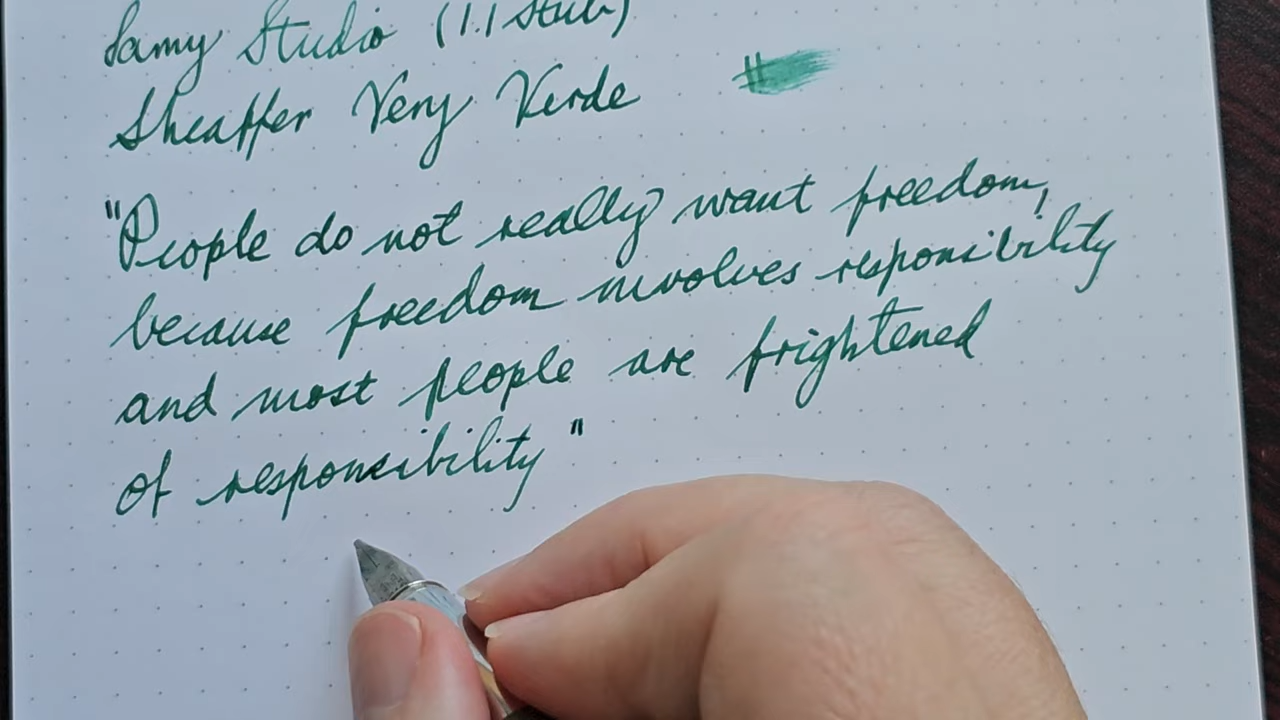 Lamy Studio (1.1 Stub)
Sheaffer Very Verde
"People do not really want freedom,
because freedom involves responsibility
and most people are frightened
of responsibility"